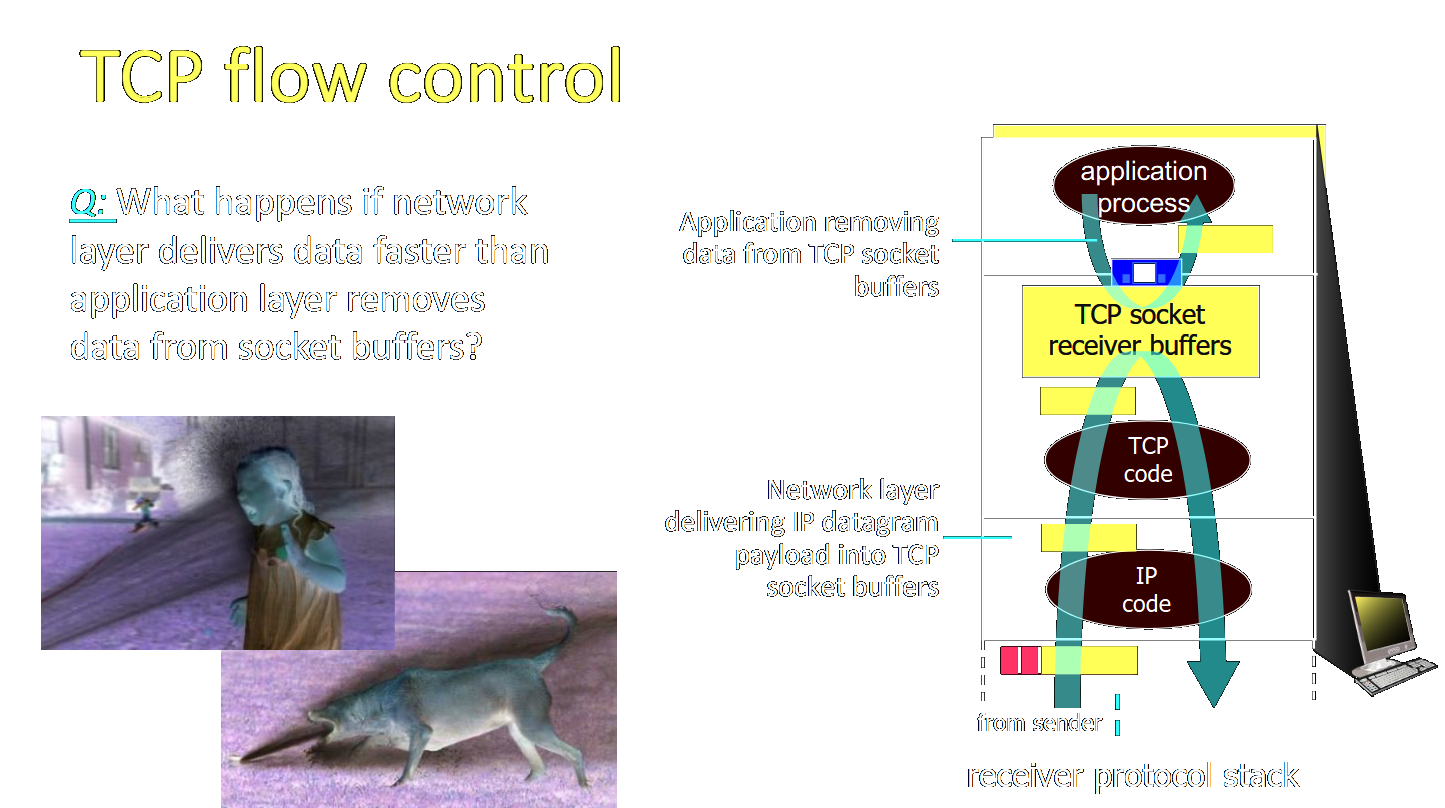 TCP flow control
Q: What happens if network
layer delivers data faster than
application layer removes
data from socket buffers?
Application removing
data from TCP socket
buffers
Network layer
delivering IP datagram
payload into TCP
socket buffers
application
process
TCP socket
receiver buffers
TCP
code
IP
code
from sender
receiver protocol stack